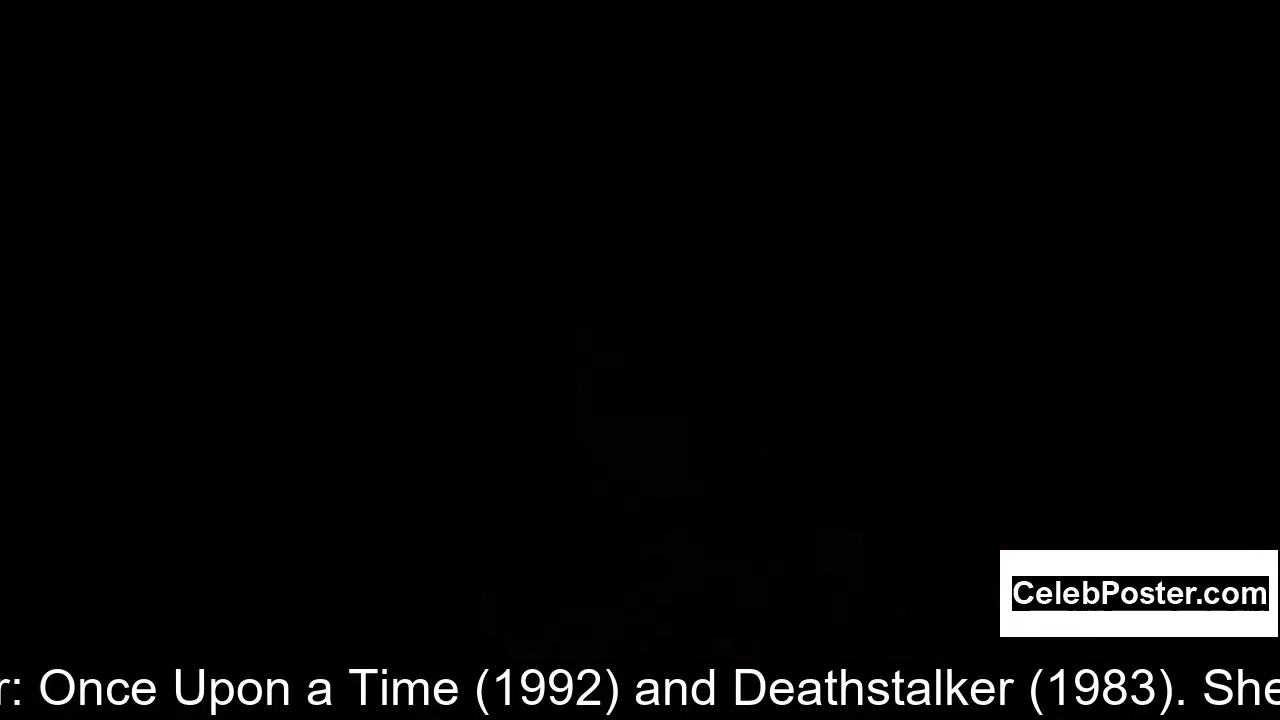 CelebPoster.com
r: Once Upon a Time (1992) and Deathstalker (1983). She